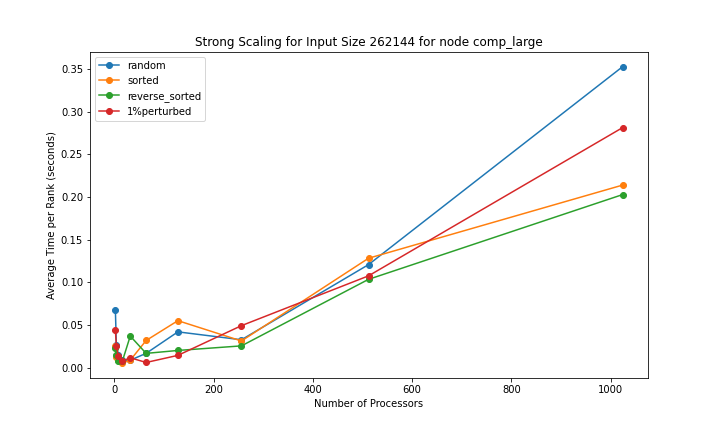 Strong Scaling for Input Size 262144 for node comp_large
random
sorted
reverse_sorted
1%perturbed
Average Time per Rank (seconds)
0.35
0.30
0.25
0.20
0.15
0.10
0.05
0.00
0 200 400 600 800 1000
Number of Processors